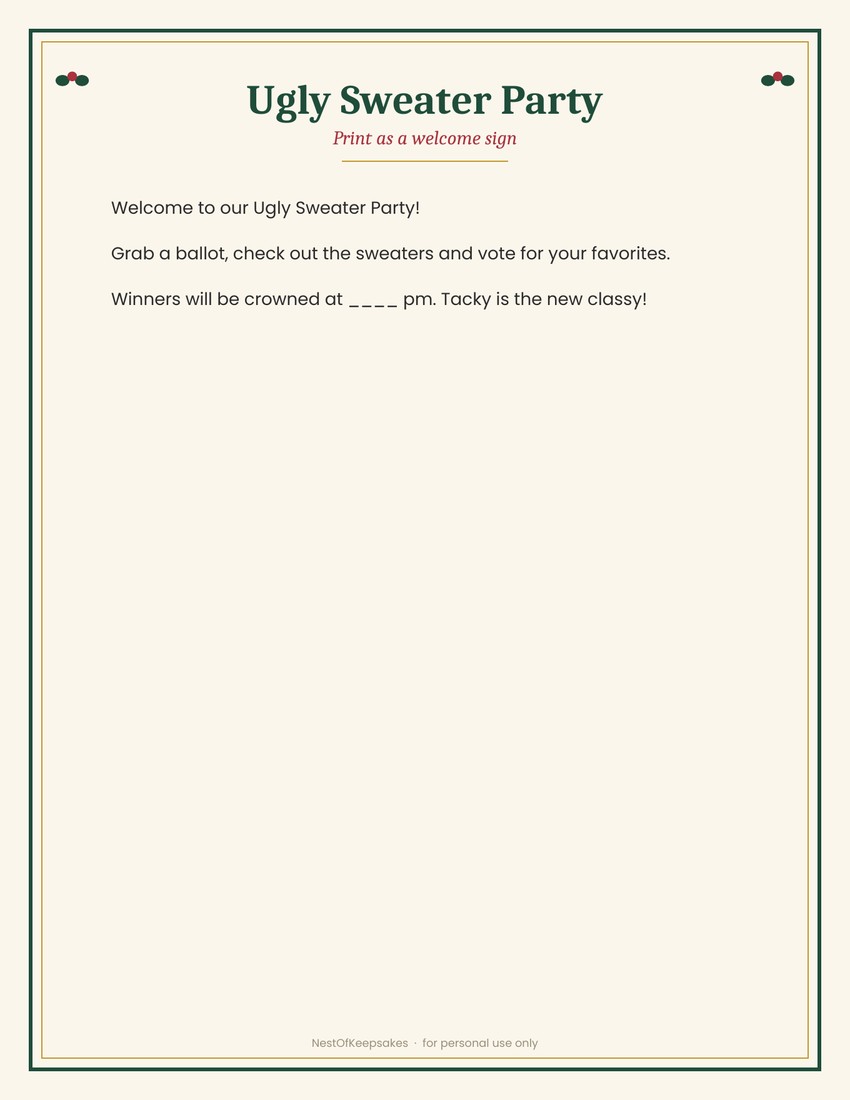 Ugly Sweater Party
Print as a welcome sign
Welcome to our Ugly Sweater Party!
Grab a ballot, check out the sweaters and vote for your favorites.
Winners will be crowned at ____ pm. Tacky is the new classy!
NestOfKeepsakes · for personal use only